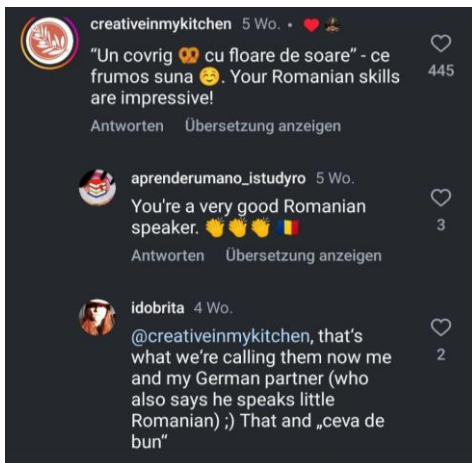 creativeinmykitchen 5 Wo. • ❤️
“Un covrig 🥨 cu floare de soare” - ce
frumos suna ☺️. Your Romanian skills
are impressive!
445
Antworten Übersetzung anzeigen
aprenderumano_istudyro 5 Wo.
You're a very good Romanian
speaker. 👏👏👏 🇷🇴
3
Antworten Übersetzung anzeigen
idobrita 4 Wo.
@creativeinmykitchen, that‘s
what we‘re calling them now me
and my German partner (who
also says he speaks little
Romanian) ;) That and „ceva de
bun“
2